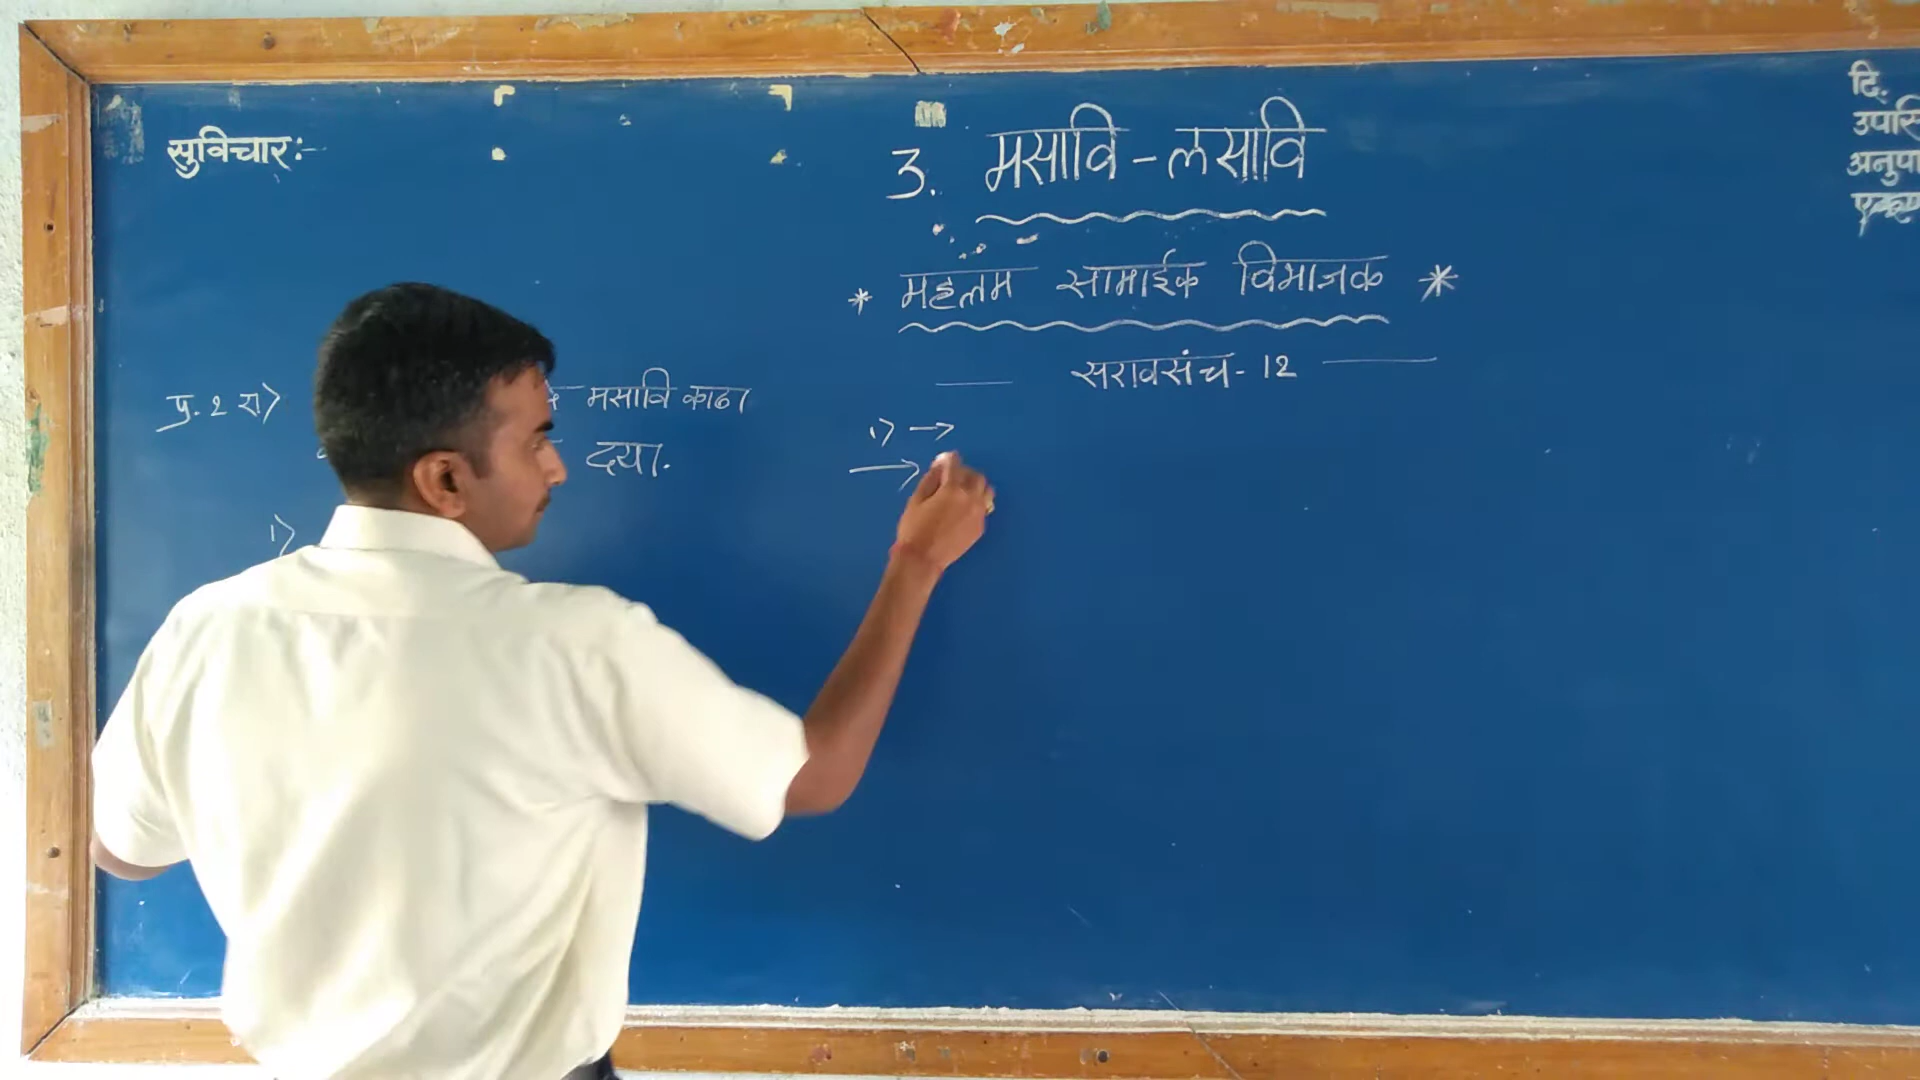 सुविचार:-
3. मसावि - लसावि
* महत्तम सामाईक विभाजक *
सरावसंच - 12
प्र. 2 रा)
मसावि काढा
द्या.
1)
1) →
→
दि.